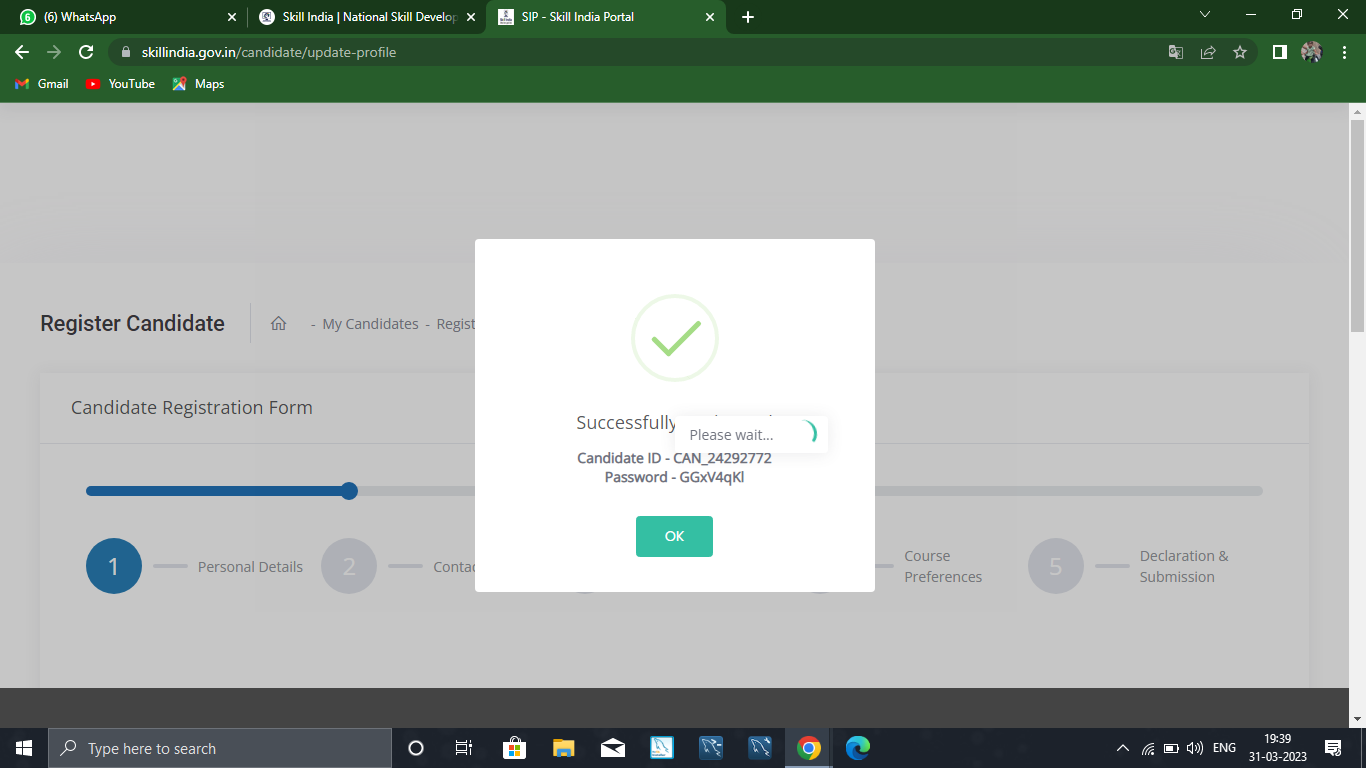 (6) WhatsApp
Skill India | National Skill Develop
SIP - Skill India Portal
skillindia.gov.in/candidate/update-profile
Gmail
YouTube
Maps
Register Candidate
- My Candidates - Regist
Candidate Registration Form
Successfully
Please wait...
Candidate ID - CAN_24292772
Password - GGxV4qKl
OK
1
Personal Details
2
Contac
Course
Preferences
5
Declaration &
Submission
Type here to search
ENG
19:39
31-03-2023